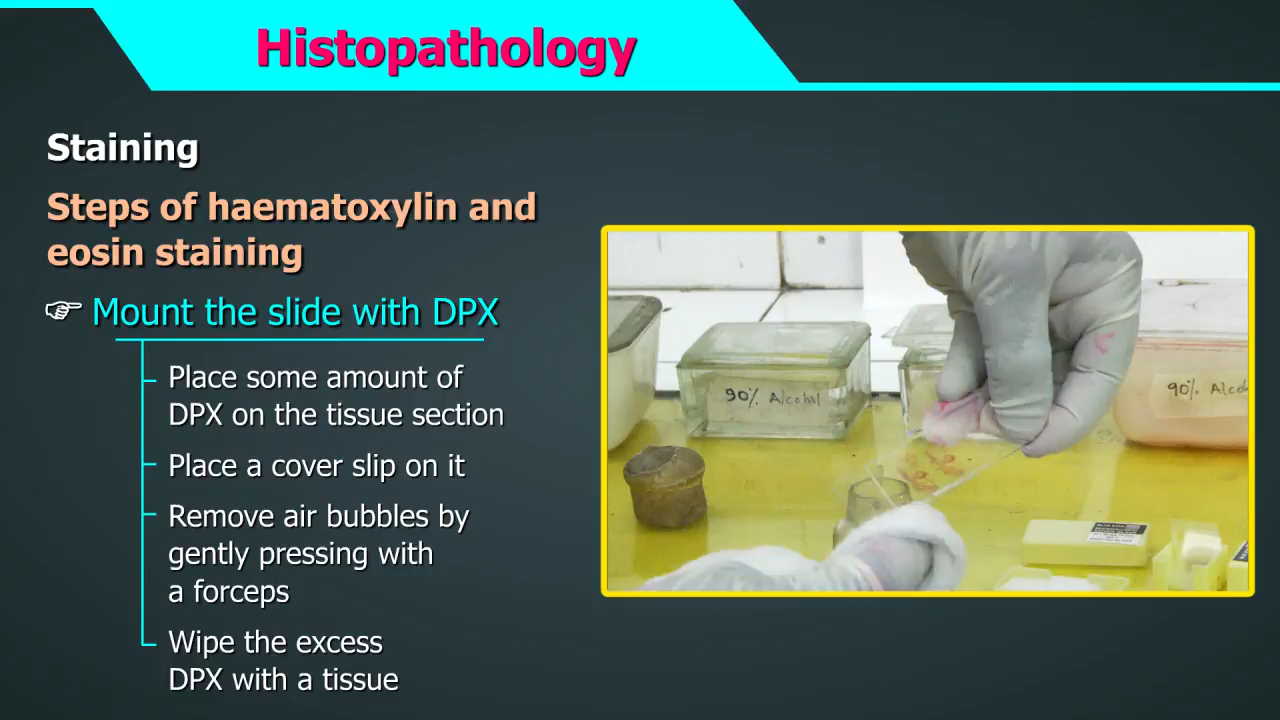 Histopathology
Staining
Steps of haematoxylin and
eosin staining
Mount the slide with DPX
Place some amount of
DPX on the tissue section
Place a cover slip on it
Remove air bubbles by
gently pressing with
a forceps
Wipe the excess
DPX with a tissue
90% Alcohol
90% Alcoh